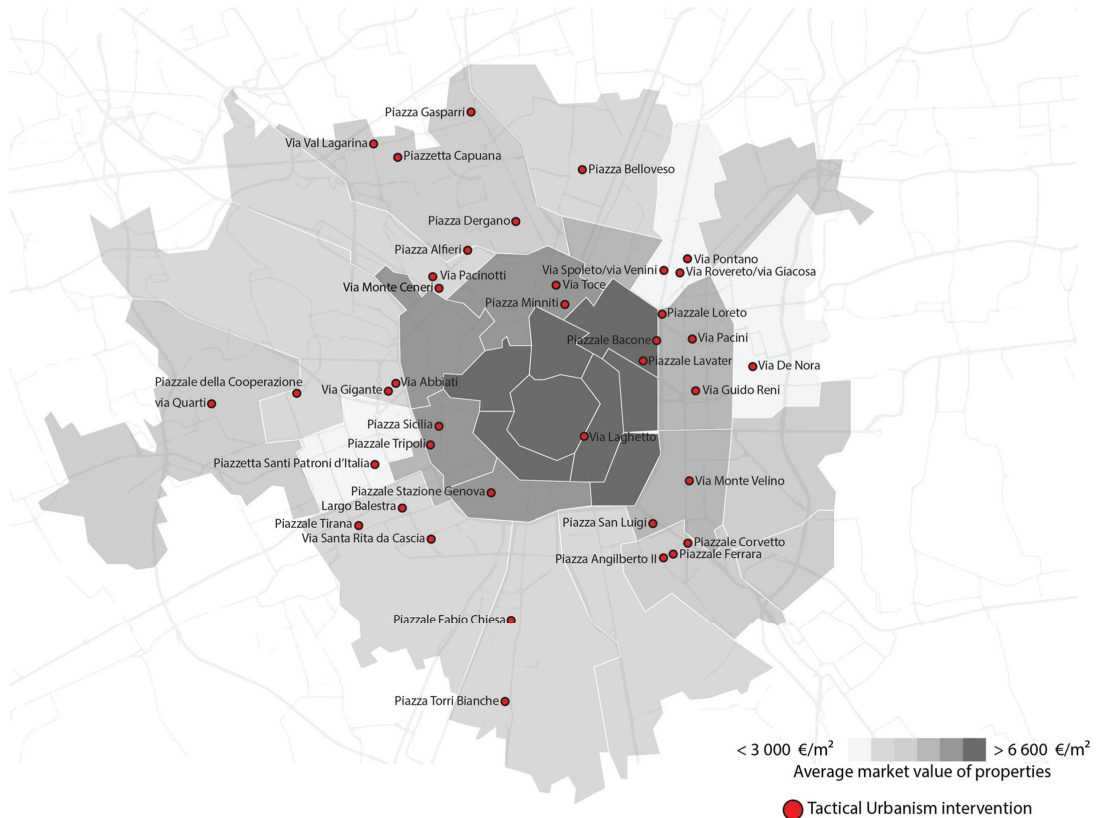 Piazza Gasparri
Via Val Lagarina
Piazzetta Capuana
Piazza Belloveso
Piazza Dergano
Piazza Alfieri
Via Pontano
Via Spoleto/via Venini
Via Rovereto/via Giacosa
Via Pacinotti
Via Toce
Via Monte Ceneri
Piazza Minniti
Piazzale Loreto
Piazzale Bacone
Via Pacini
Piazzale Lavater
Via De Nora
Piazzale della Cooperazione
Via Abbiati
Via Gigante
Via Guido Reni
via Quarti
Piazza Sicilia
Via Laghetto
Piazzale Tripoli
Piazzetta Santi Patroni d'Italia
Via Monte Velino
Piazzale Stazione Genova
Largo Balestra
Piazzale Tirana
Piazza San Luigi
Via Santa Rita da Cascia
Piazzale Corvetto
Piazzale Ferrara
Piazza Angilberto II
Piazzale Fabio Chiesa
Piazza Torri Bianche
< 3 000 €/m² > 6 600 €/m²
Average market value of properties
Tactical Urbanism intervention